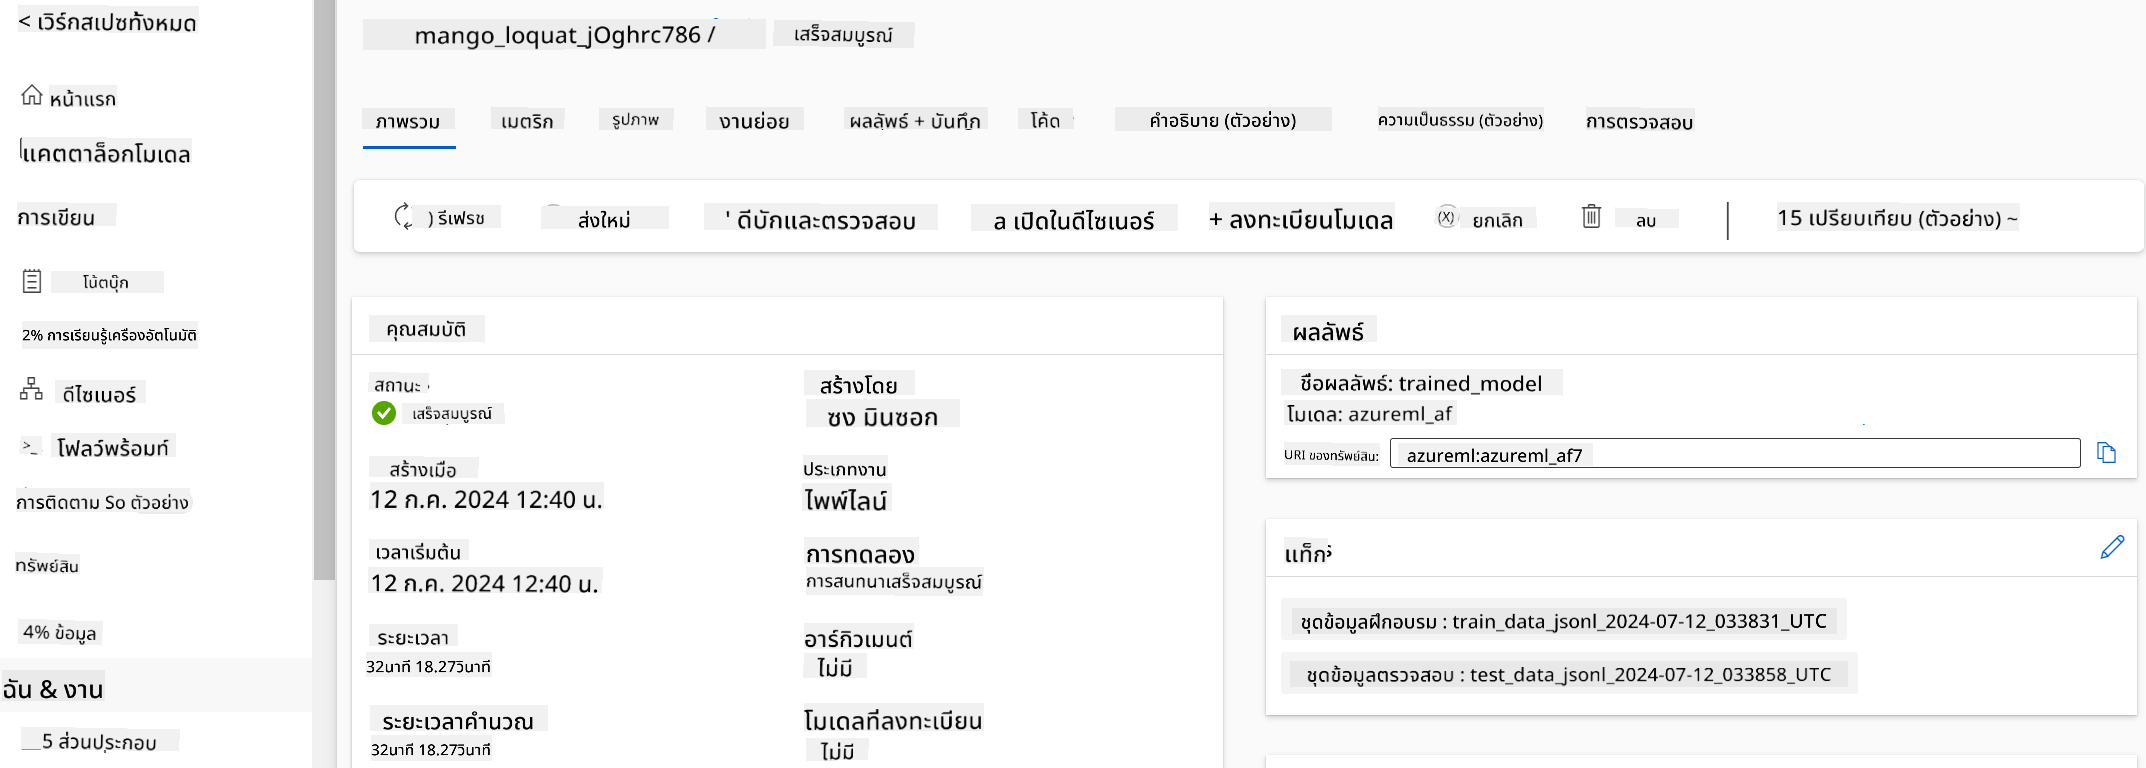 < เวิร์กสเปซทั้งหมด
หน้าแรก
แคตตาล็อกโมเดล
การเขียน
โน้ตบุ๊ก
2% การเรียนรู้เครื่องอัตโนมัติ
ดีไซเนอร์
>_ โฟลว์พร้อมท์
การติดตาม So ตัวอย่าง
ทรัพย์สิน
4% ข้อมูล
ฉัน & งาน
__5 ส่วนประกอบ
mango_loquat_jOghrc786 / เสร็จสมบูรณ์
ภาพรวม เมตริก รูปภาพ งานย่อย ผลลัพธ์ + บันทึก โค้ด คำอธิบาย (ตัวอย่าง) ความเป็นธรรม (ตัวอย่าง) การตรวจสอบ
) รีเฟรช ส่งใหม่ ' ดีบักและตรวจสอบ a เปิดในดีไซเนอร์ + ลงทะเบียนโมเดล (X) ยกเลิก ลบ 15 เปรียบเทียบ (ตัวอย่าง) ~
คุณสมบัติ
สถานะ
เสร็จสมบูรณ์
สร้างเมื่อ
12 ก.ค. 2024 12:40 น.
เวลาเริ่มต้น
12 ก.ค. 2024 12:40 น.
ระยะเวลา
32นาที 18.27วินาที
ระยะเวลาคำนวณ
32นาที 18.27วินาที
สร้างโดย
ซง มินซอก
ประเภทงาน
ไพพ์ไลน์
การทดลอง
การสนทนาเสร็จสมบูรณ์
อาร์กิวเมนต์
ไม่มี
โมเดลที่ลงทะเบียน
ไม่มี
ผลลัพธ์
ชื่อผลลัพธ์: trained_model
โมเดล: azureml_af
URI ของทรัพย์สิน: azureml:azureml_af7
แท็ก
ชุดข้อมูลฝึกอบรม : train_data_jsonl_2024-07-12_033831_UTC
ชุดข้อมูลตรวจสอบ : test_data_jsonl_2024-07-12_033858_UTC